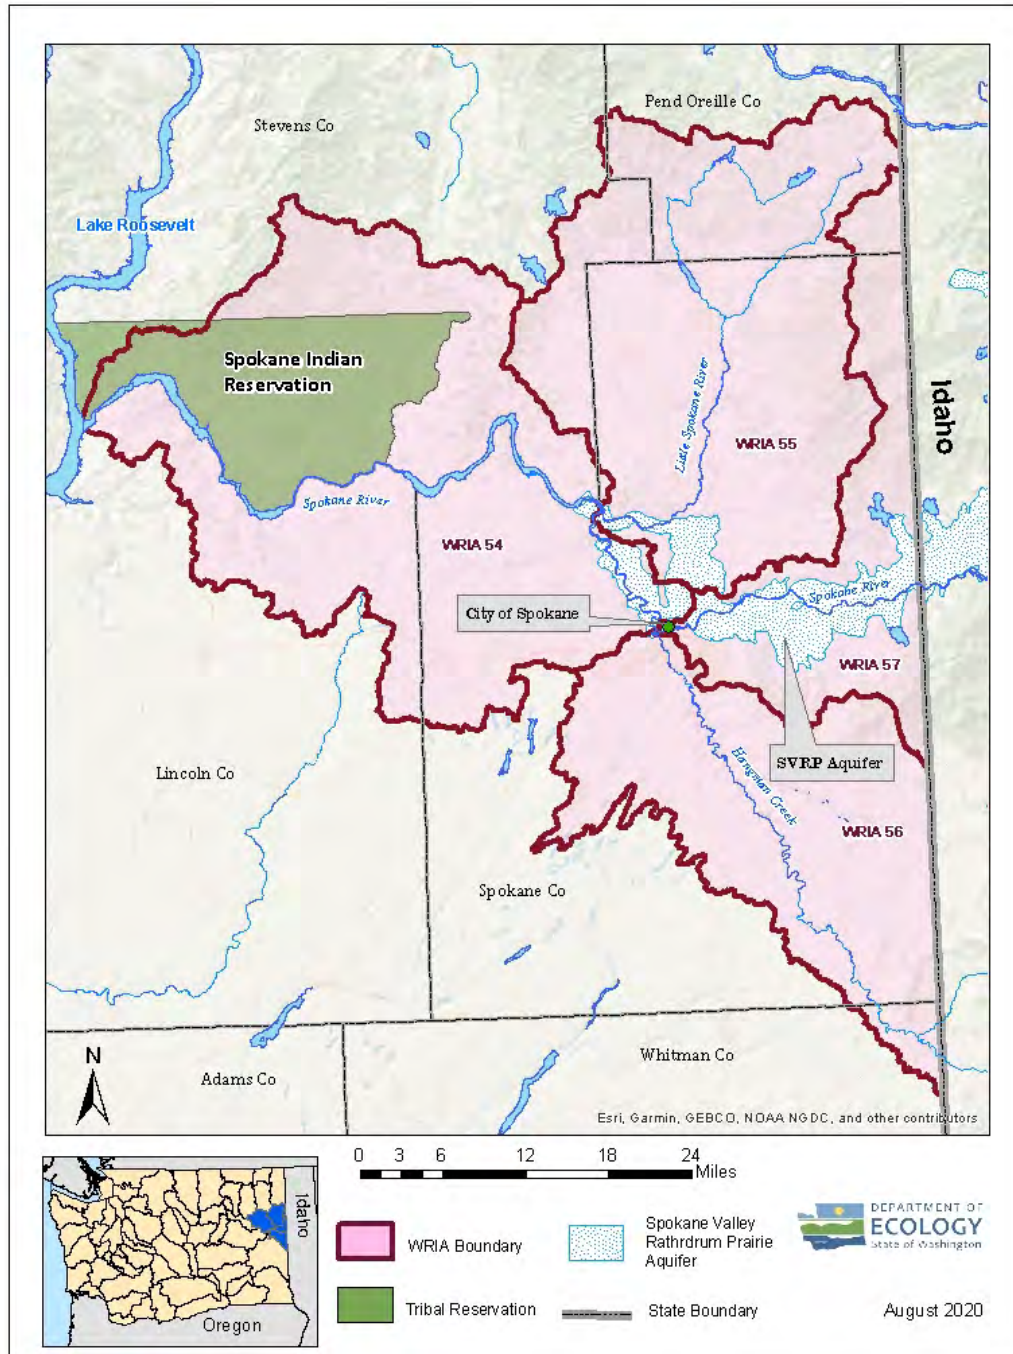 Pend Oreille Co
Stevens Co
Lake Roosevelt
Spokane Indian
Reservation
Idaho
Little Spokane River
WRIA 55
Spokane River
WRIA 54
Spokane River
City of Spokane
WRIA 57
SVRP Aquifer
Lincoln Co
Hangman Creek
WRIA 56
Spokane Co
Whitman Co
Adams Co
N
Esri, Garmin, GEBCO, NOAA NGDC, and other contributors
0 3 6 12 18 24
Miles
Idaho
Oregon
WRIA Boundary
Spokane Valley
Rathrdrum Prairie
Aquifer
Tribal Reservation
State Boundary
DEPARTMENT OF
ECOLOGY
State of Washington
August 2020